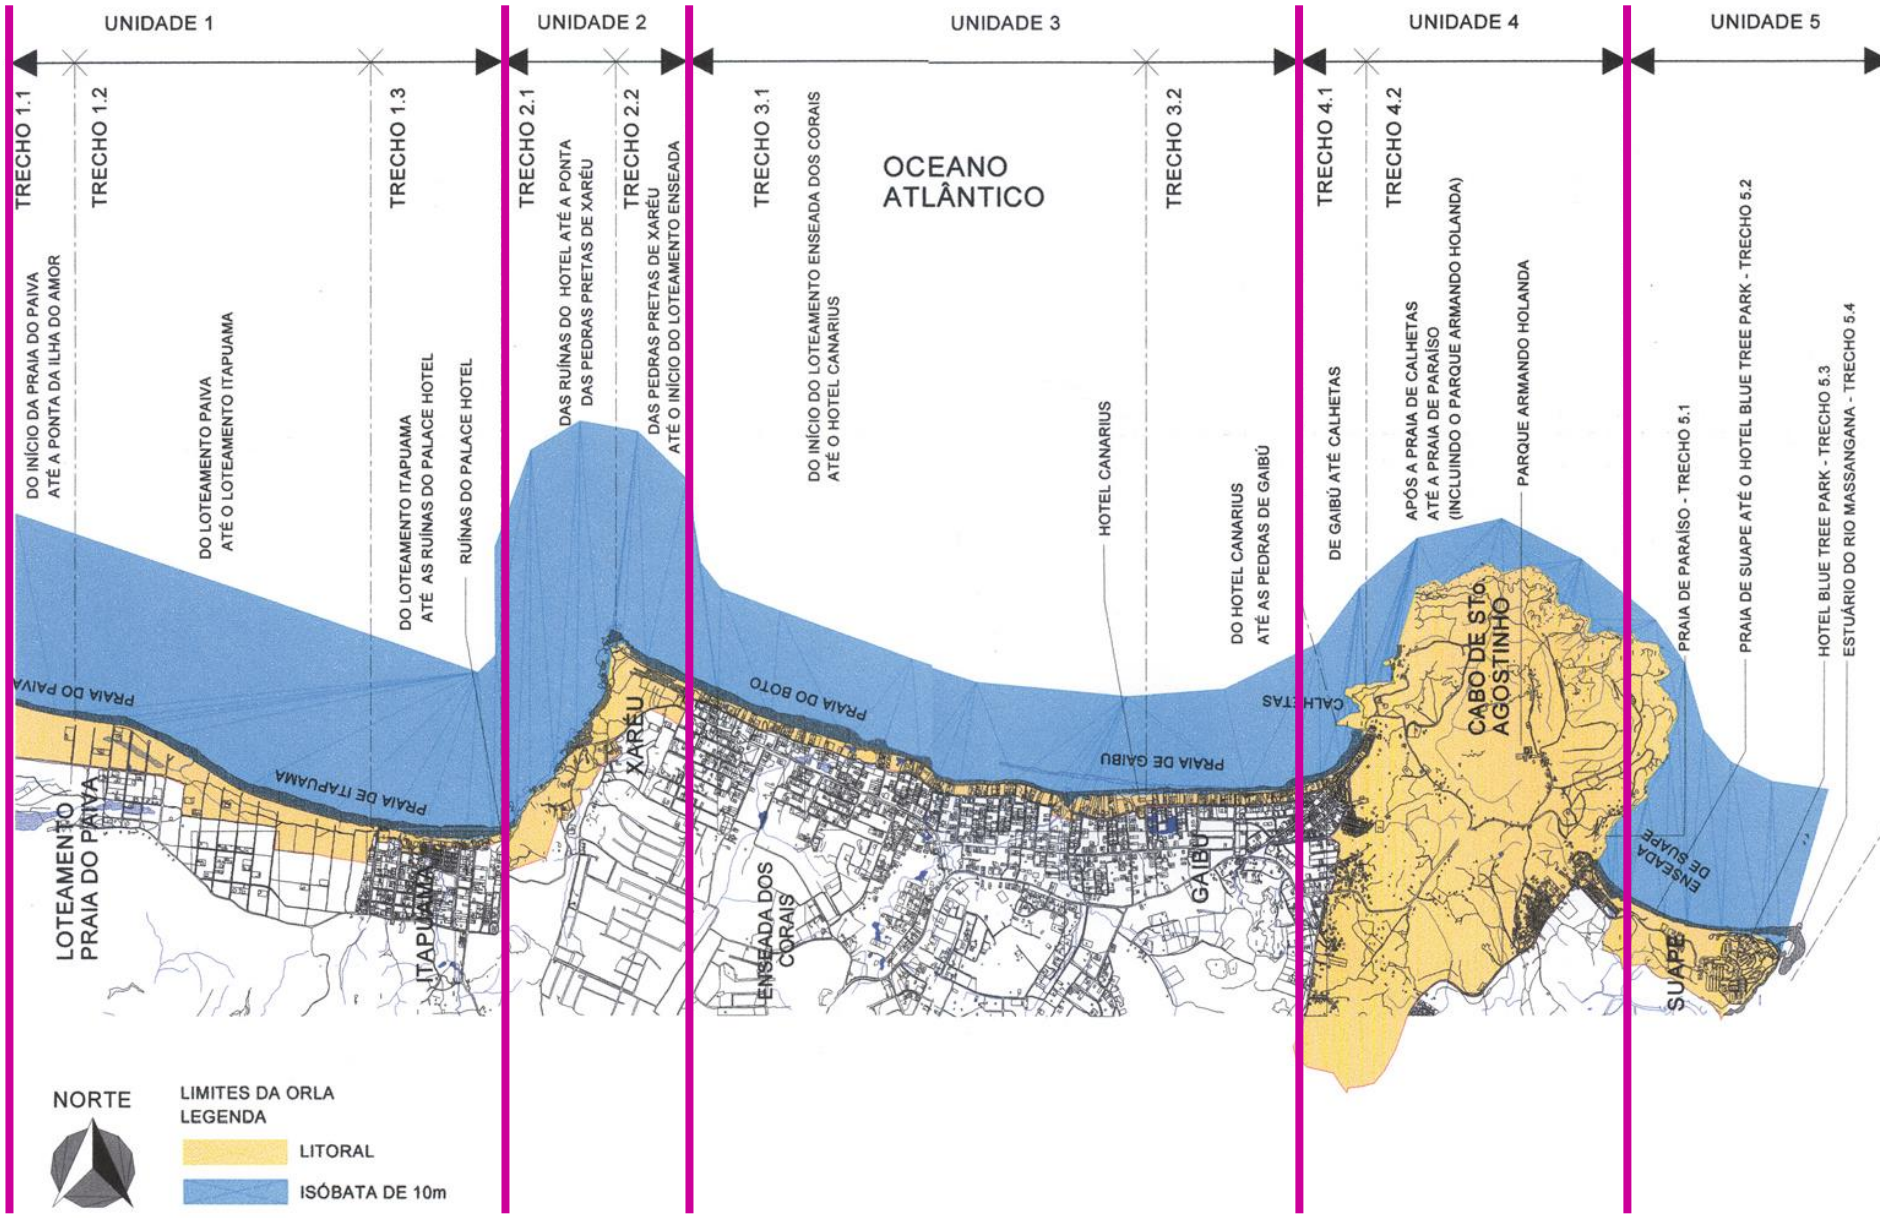 UNIDADE 1
UNIDADE 2
UNIDADE 3
UNIDADE 4
UNIDADE 5
TRECHO 1.1
TRECHO 1.2
TRECHO 1.3
TRECHO 2.1
TRECHO 2.2
TRECHO 3.1
TRECHO 3.2
TRECHO 4.1
TRECHO 4.2
OCEANO
ATLÂNTICO
DO INÍCIO DA PRAIA DO PAIVA
ATÉ A PONTA DA ILHA DO AMOR
DO LOTEAMENTO PAIVA
ATÉ O LOTEAMENTO ITAPUAMA
DO LOTEAMENTO ITAPUAMA
ATÉ AS RUÍNAS DO PALACE HOTEL
RUÍNAS DO PALACE HOTEL
DAS RUÍNAS DO HOTEL ATÉ A PONTA
DAS PEDRAS PRETAS DE XARÉU
DAS PEDRAS PRETAS DE XARÉU
ATÉ O INÍCIO DO LOTEAMENTO ENSEADA
DO INÍCIO DO LOTEAMENTO ENSEADA DOS CORAIS
ATÉ O HOTEL CANARIUS
HOTEL CANARIUS
DO HOTEL CANARIUS
ATÉ AS PEDRAS DE GAIBÚ
DE GAIBÚ ATÉ CALHETAS
APÓS A PRAIA DE CALHETAS
ATÉ A PRAIA DE PARAÍSO
(INCLUINDO O PARQUE ARMANDO HOLANDA)
PARQUE ARMANDO HOLANDA
PRAIA DE PARAÍSO - TRECHO 5.1
PRAIA DE SUAPE ATÉ O HOTEL BLUE TREE PARK - TRECHO 5.2
HOTEL BLUE TREE PARK - TRECHO 5.3
ESTUÁRIO DO RIO MASSANGANA - TRECHO 5.4
PRAIA DO PAIVA
PRAIA DE ITAPUAMA
PRAIA DO BOTO
PRAIA DE GAIBU
CALHETAS
ENSEADA
DE SUAPE
LOTEAMENTO
PRAIA DO PAIVA
ITAPUAMA
XARÉU
ENSEADA DOS
CORAIS
GAIBU
CABO DE STO.
AGOSTINHO
SUAPE
NORTE
LIMITES DA ORLA
LEGENDA
LITORAL
ISÓBATA DE 10m